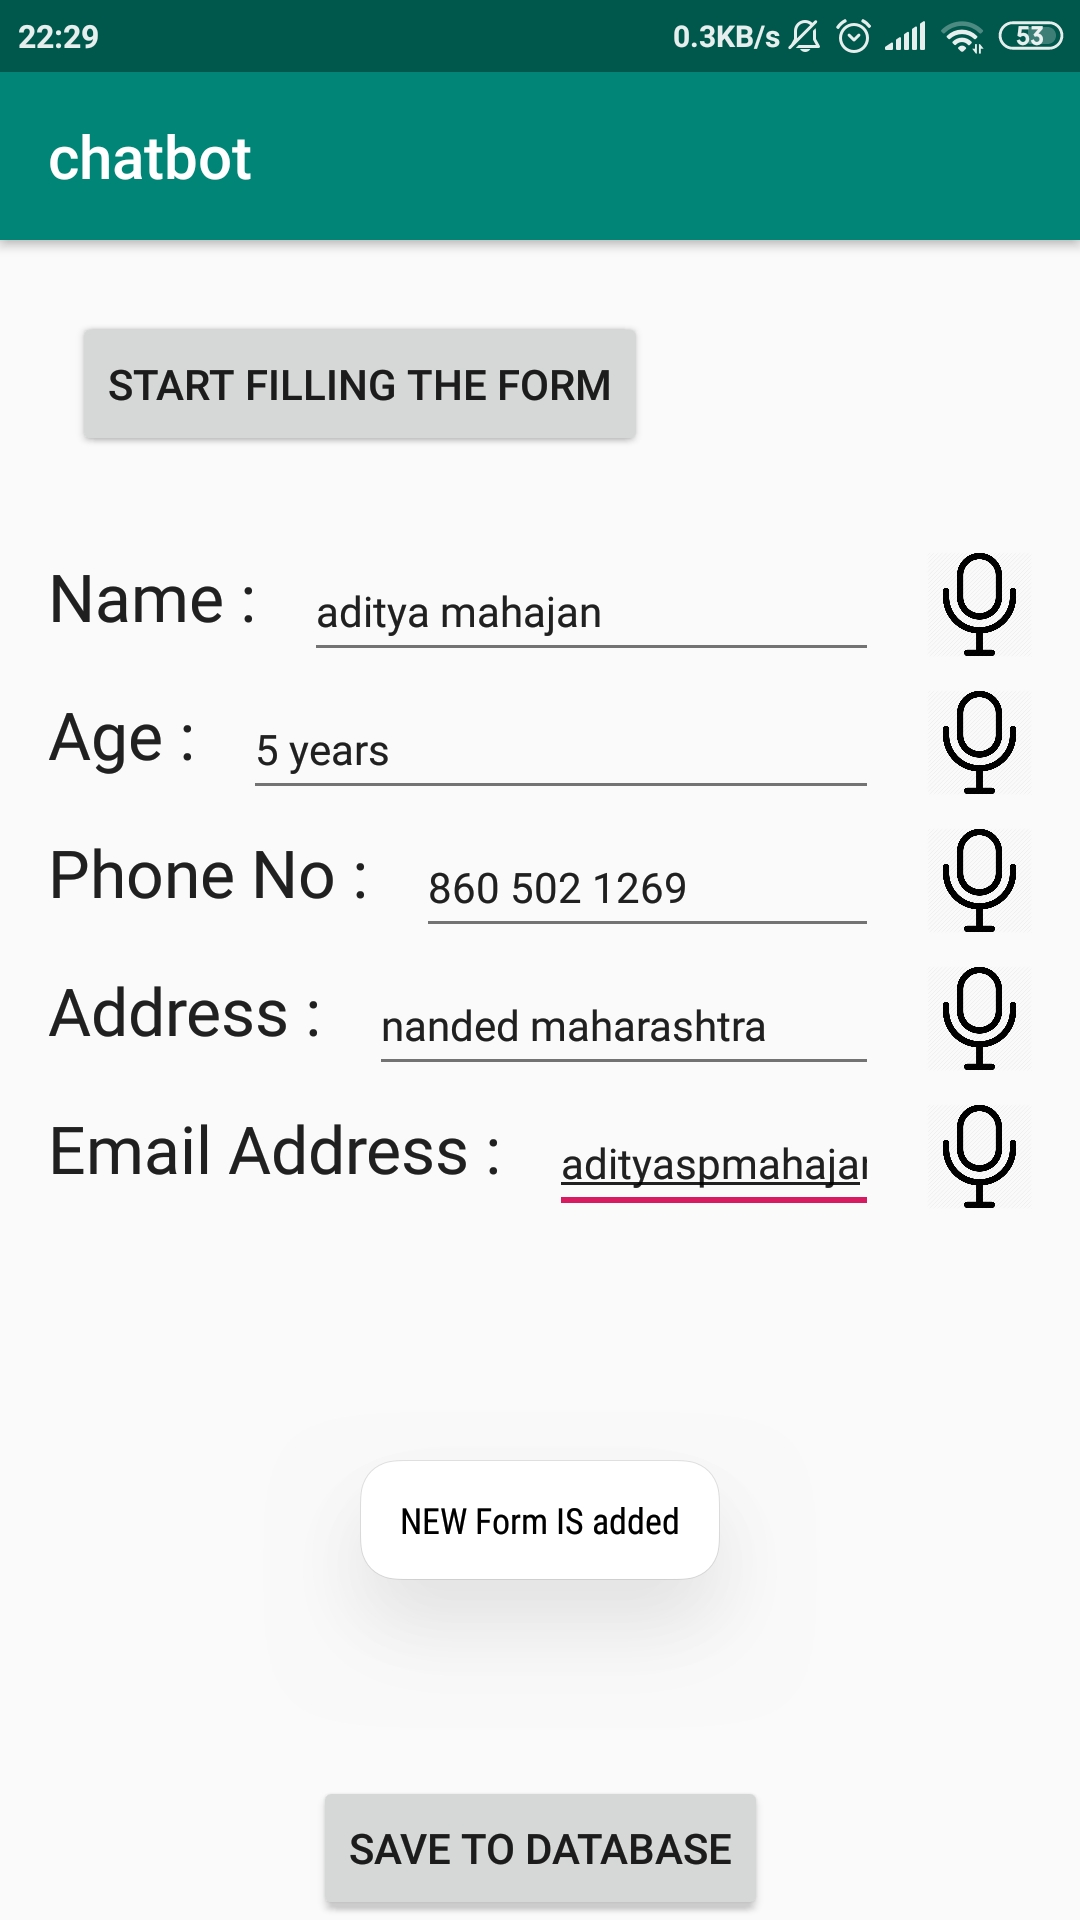 22:29 0.3KB/s 53
chatbot
START FILLING THE FORM
Name : aditya mahajan
Age : 5 years
Phone No : 860 502 1269
Address : nanded maharashtra
Email Address : adityaspmahajan
NEW Form IS added
SAVE TO DATABASE